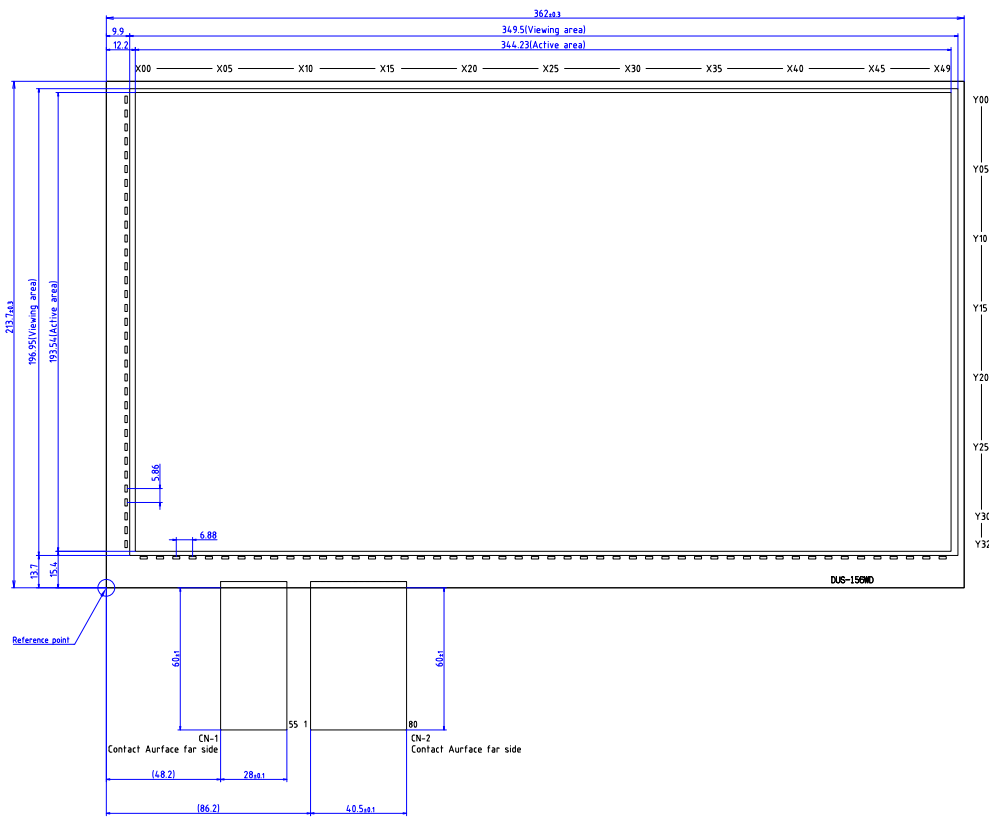 362±0.3
9.9
349.5(Viewing area)
12.2
344.23(Active area)
X00 X05 X10 X15 X20 X25 X30 X35 X40 X45 X49
Y00
Y05
Y10
Y15
Y20
Y25
Y30
Y32
213.7±0.3
196.95(Viewing area)
193.54(Active area)
5.86
6.88
13.7
15.4
DUS-156WD
Reference point
60±1
60±1
55 1
80
CN-1
Contact Aurface far side
CN-2
Contact Aurface far side
(48.2)
28±0.1
(86.2)
40.5±0.1